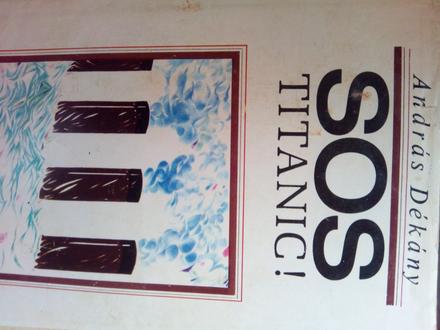 András Dékány
SOS
TITANIC!